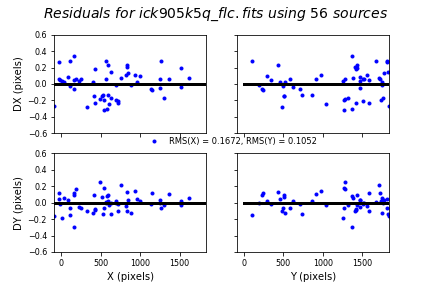 Residuals for ick905k5q_flc.fits using 56 sources
DX (pixels)
0.6
0.4
0.2
0.0
−0.2
−0.4
−0.6
RMS(X) = 0.1672, RMS(Y) = 0.1052
DY (pixels)
0.6
0.4
0.2
0.0
−0.2
−0.4
−0.6
0 500 1000 1500
0 500 1000 1500
X (pixels) Y (pixels)